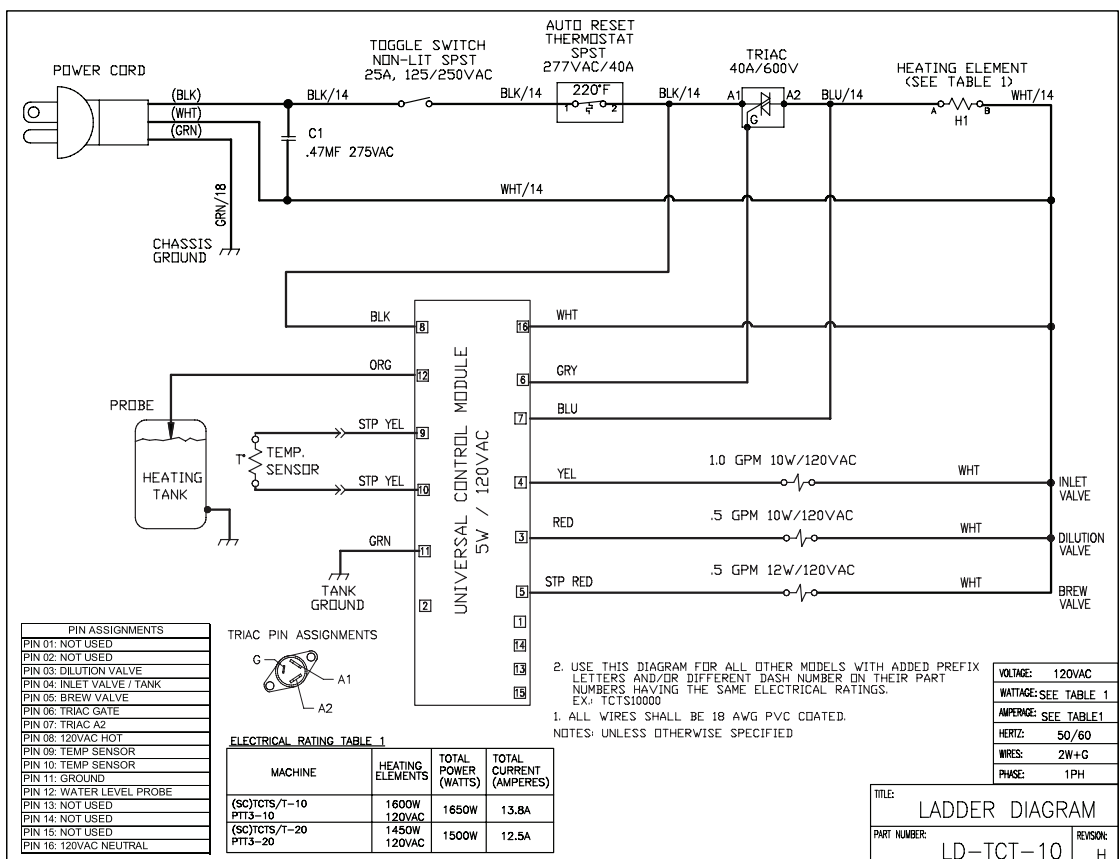 POWER CORD
(BLK)
(WHT)
(GRN)
GRN/18
CHASSIS
GROUND
BLK/14
C1
.47MF 275VAC
TOGGLE SWITCH
NON-LIT SPST
25A, 125/250VAC
BLK/14
AUTO RESET
THERMOSTAT
SPST
277VAC/40A
220°F
1 2
BLK/14
TRIAC
40A/600V
A1 A2
G
BLU/14
HEATING ELEMENT
(SEE TABLE 1)
A B
H1
WHT/14
WHT/14
BLK
8
ORG
12
PROBE
HEATING
TANK
STP YEL
9
T°
TEMP.
SENSOR
STP YEL
10
GRN
11
TANK
GROUND
2
UNIVERSAL CONTROL MODULE
5W / 120VAC
16
WHT
6
GRY
7
BLU
4
YEL
1.0 GPM 10W/120VAC
WHT
INLET
VALVE
3
RED
.5 GPM 10W/120VAC
WHT
DILUTION
VALVE
5
STP RED
.5 GPM 12W/120VAC
WHT
BREW
VALVE
1
14
13
15
PIN ASSIGNMENTS
PIN 01: NOT USED
PIN 02: NOT USED
PIN 03: DILUTION VALVE
PIN 04: INLET VALVE / TANK
PIN 05: BREW VALVE
PIN 06: TRIAC GATE
PIN 07: TRIAC A2
PIN 08: 120VAC HOT
PIN 09: TEMP SENSOR
PIN 10: TEMP SENSOR
PIN 11: GROUND
PIN 12: WATER LEVEL PROBE
PIN 13: NOT USED
PIN 14: NOT USED
PIN 15: NOT USED
PIN 16: 120VAC NEUTRAL
TRIAC PIN ASSIGNMENTS
G
A1
A2
ELECTRICAL RATING TABLE 1
MACHINE
HEATING
ELEMENTS
TOTAL
POWER
(WATTS)
TOTAL
CURRENT
(AMPERES)
(SC)TCTS/T-10
PTT3-10
1600W
120VAC
1650W
13.8A
(SC)TCTS/T-20
PTT3-20
1450W
120VAC
1500W
12.5A
2. USE THIS DIAGRAM FOR ALL OTHER MODELS WITH ADDED PREFIX
LETTERS AND/OR DIFFERENT DASH NUMBER ON THEIR PART
NUMBERS HAVING THE SAME ELECTRICAL RATINGS.
EX.: TCTS10000
1. ALL WIRES SHALL BE 18 AWG PVC COATED.
NOTES: UNLESS OTHERWISE SPECIFIED
VOLTAGE: 120VAC
WATTAGE: SEE TABLE 1
AMPERAGE: SEE TABLE1
HERTZ: 50/60
WIRES: 2W+G
PHASE: 1PH
TITLE:
LADDER DIAGRAM
PART NUMBER:
LD-TCT-10
REVISION:
H